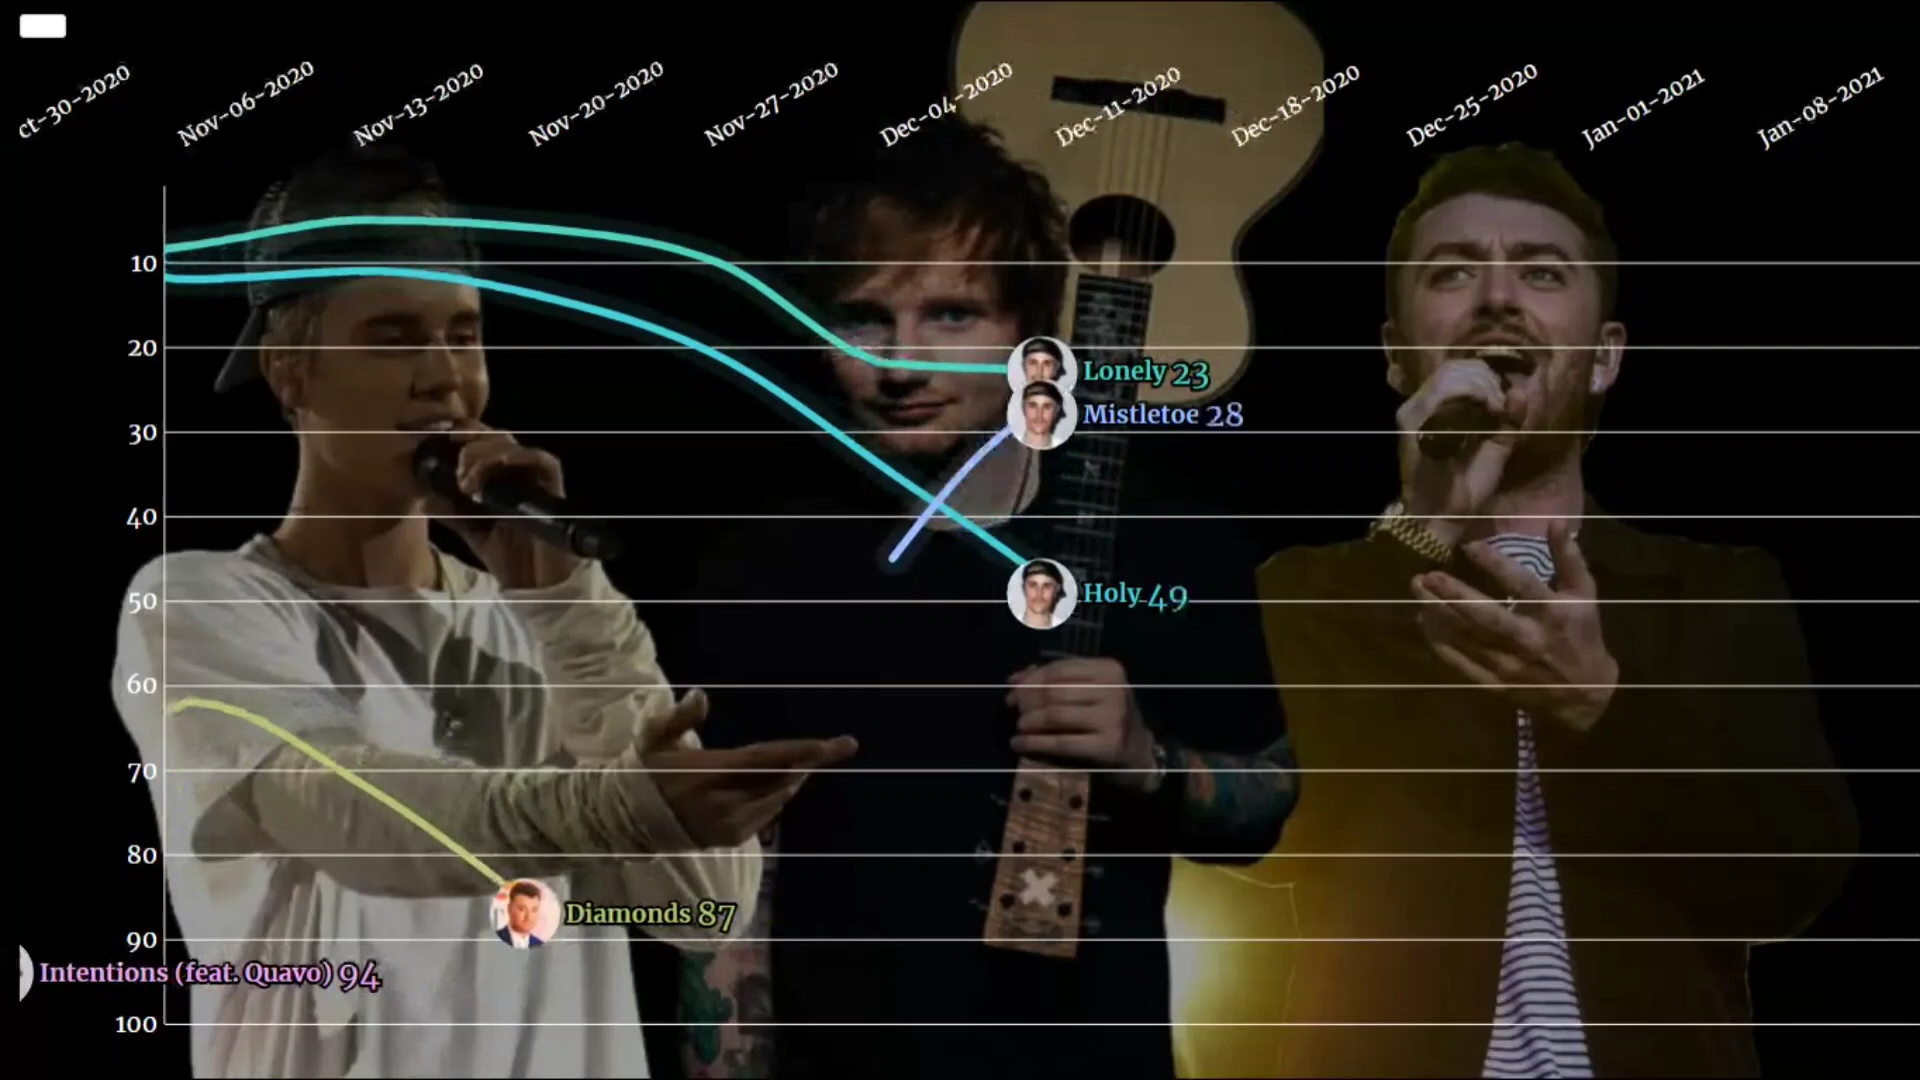 ct-30-2020
Nov-06-2020
Nov-13-2020
Nov-20-2020
Nov-27-2020
Dec-04-2020
Dec-11-2020
Dec-18-2020
Dec-25-2020
Jan-01-2021
Jan-08-2021
10
20
Lonely 23
Mistletoe 28
30
40
Holy 49
50
60
70
80
Diamonds 87
90
Intentions (feat. Quavo) 94
100